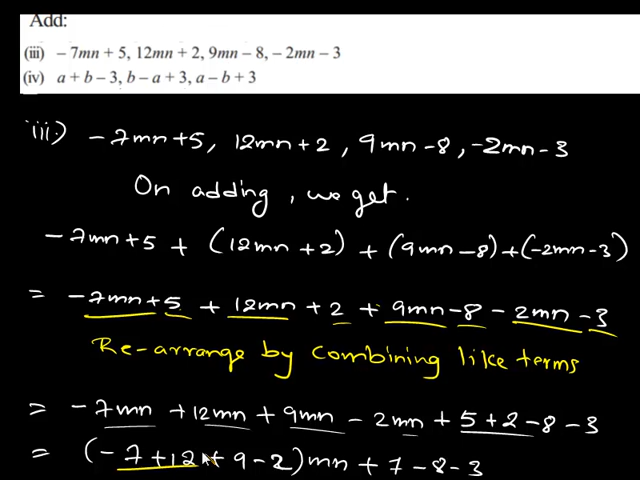 Add:
(iii) – 7mn + 5, 12mn + 2, 9mn – 8, – 2mn – 3
(iv) a + b – 3, b – a + 3, a – b + 3
iii) -7mn+5, 12mn+2, 9mn-8, -2mn-3
On adding, we get.
-7mn+5 + (12mn+2) + (9mn-8) + (-2mn-3)
= -7mn+5 + 12mn + 2 + 9mn-8 - 2mn - 3
Re-arrange by combining like terms
= -7mn + 12mn + 9mn - 2mn + 5 + 2 - 8 - 3
= (-7 + 12 + 9 - 2) mn + 7 - 8 - 3